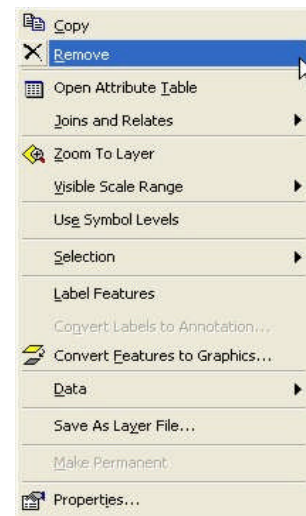 Copy
Remove
Open Attribute Table
Joins and Relates
Zoom To Layer
Visible Scale Range
Use Symbol Levels
Selection
Label Features
Convert Labels to Annotation...
Convert Features to Graphics...
Data
Save As Layer File...
Make Permanent
Properties...